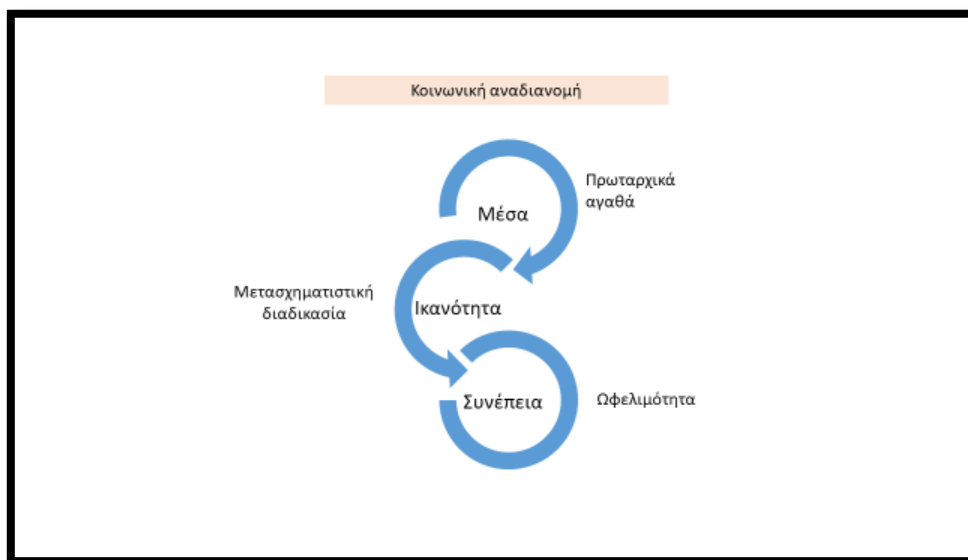 Κοινωνική αναδιανομή
Πρωταρχικά
αγαθά
Μέσα
Μετασχηματιστική
διαδικασία
Ικανότητα
Συνέπεια
Ωφελιμότητα